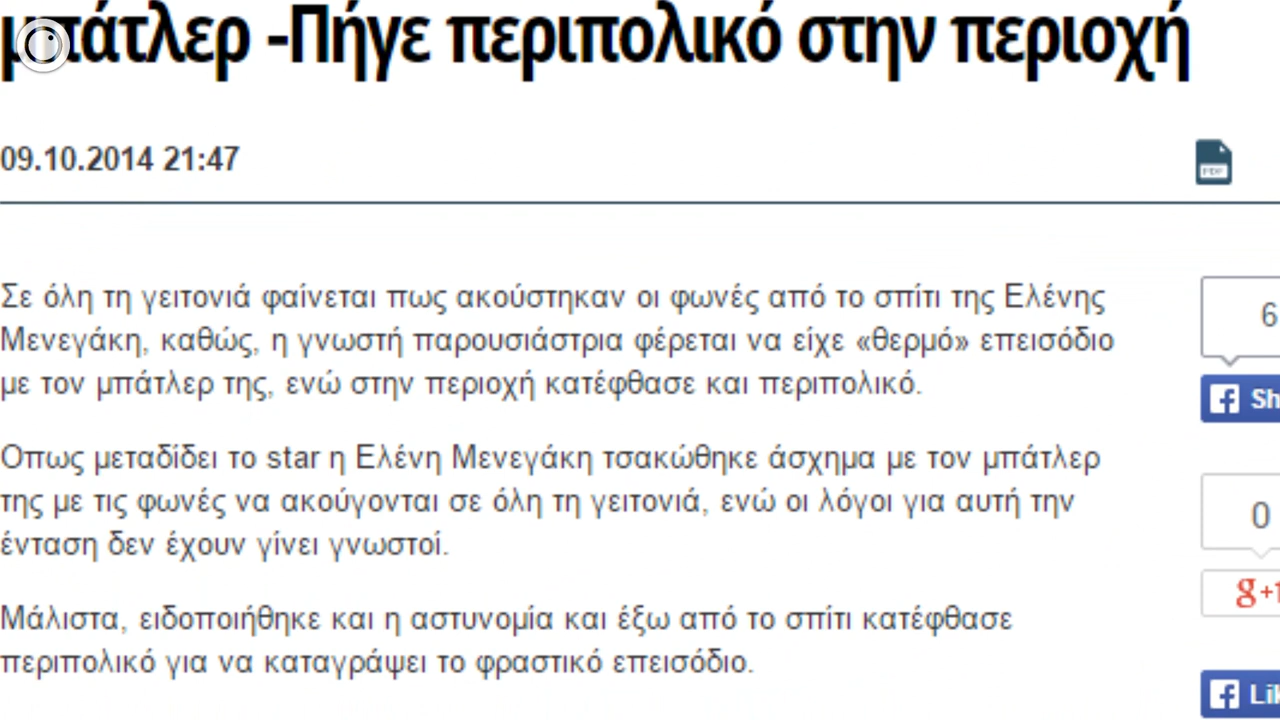 μπάτλερ -Πήγε περιπολικό στην περιοχή
09.10.2014 21:47
PDF
Σε όλη τη γειτονιά φαίνεται πως ακούστηκαν οι φωνές από το σπίτι της Ελένης
Μενεγάκη, καθώς, η γνωστή παρουσιάστρια φέρεται να είχε «θερμό» επεισόδιο
με τον μπάτλερ της, ενώ στην περιοχή κατέφθασε και περιπολικό.
Οπως μεταδίδει το star η Ελένη Μενεγάκη τσακώθηκε άσχημα με τον μπάτλερ
της με τις φωνές να ακούγονται σε όλη τη γειτονιά, ενώ οι λόγοι για αυτή την
ένταση δεν έχουν γίνει γνωστοί.
Μάλιστα, ειδοποιήθηκε και η αστυνομία και έξω από το σπίτι κατέφθασε
περιπολικό για να καταγράψει το φραστικό επεισόδιο.
6
Sh
0
g+1
Lik